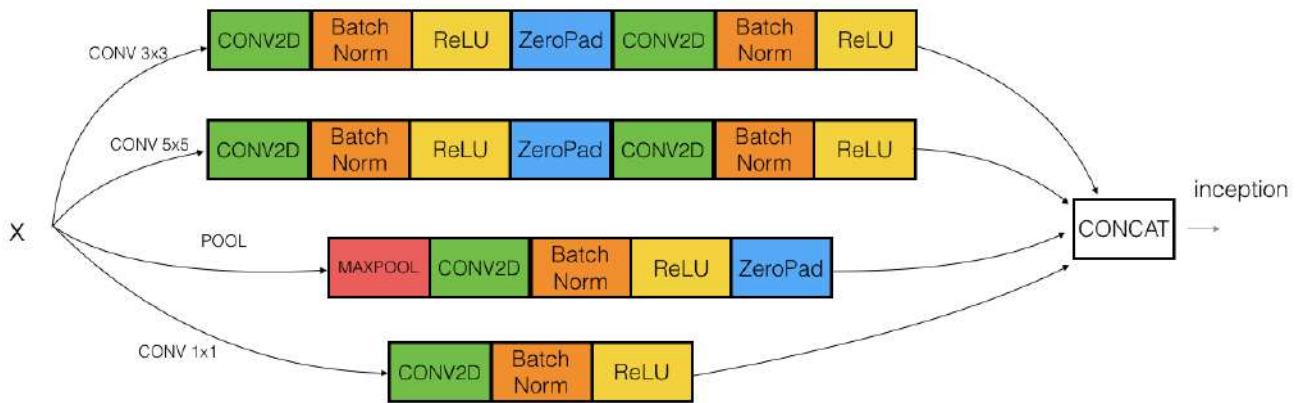 CONV 3x3
CONV2D
Batch
Norm
ReLU
ZeroPad
CONV2D
Batch
Norm
ReLU
CONV 5x5
CONV2D
Batch
Norm
ReLU
ZeroPad
CONV2D
Batch
Norm
ReLU
X
POOL
MAXPOOL
CONV2D
Batch
Norm
ReLU
ZeroPad
CONV 1x1
CONV2D
Batch
Norm
ReLU
CONCAT
inception